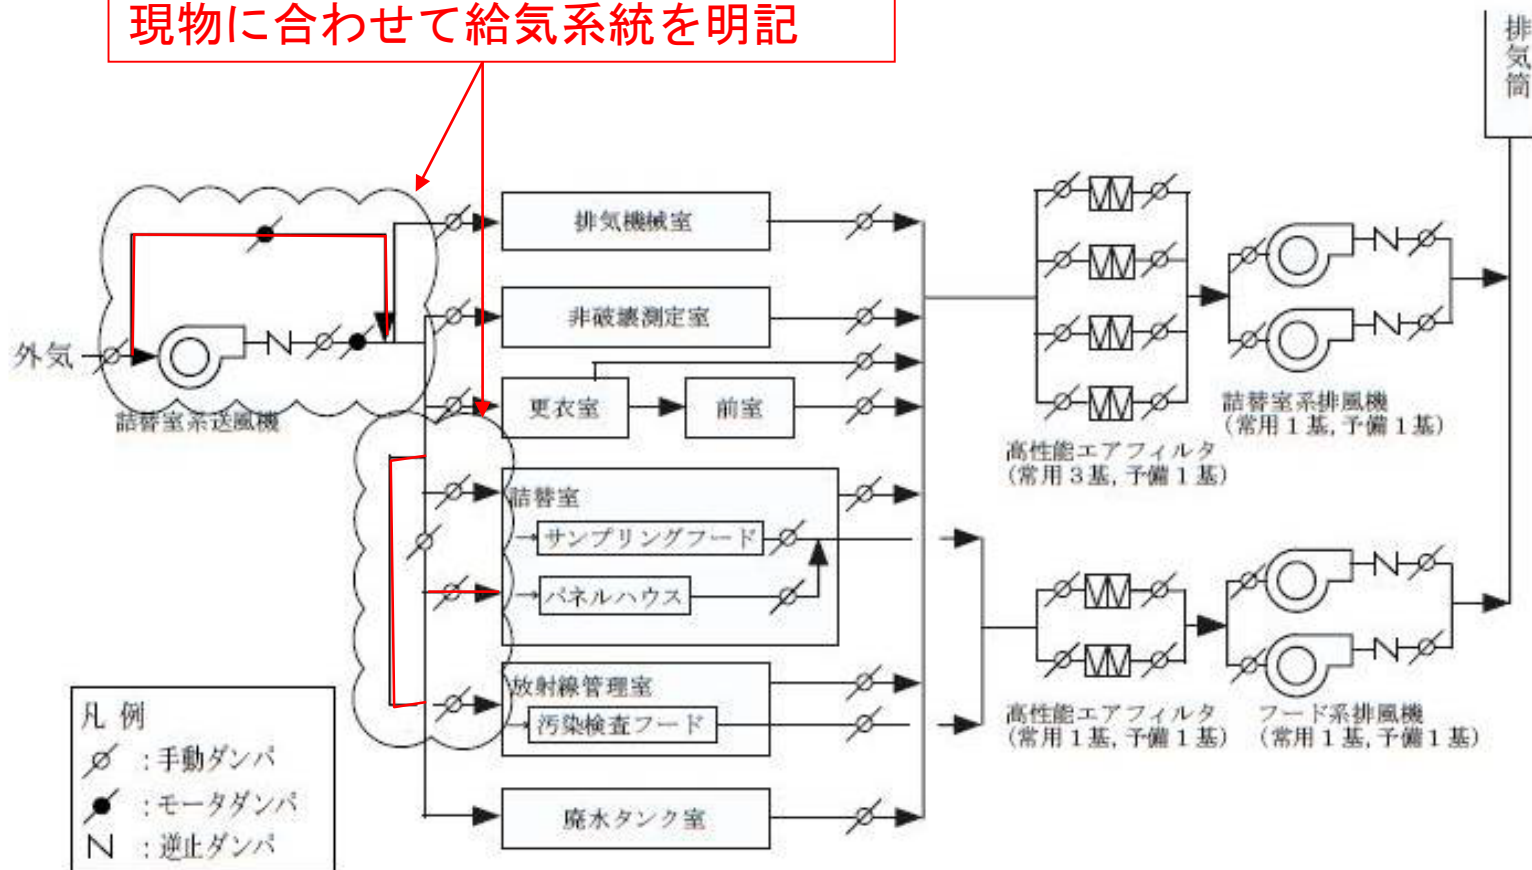 現物に合わせて給気系統を明記
排気筒
排気機械室
非破壊測定室
外気
更衣室
前室
詰替室系送風機
詰替室系排風機
(常用1基,予備1基)
高性能エアフィルタ
(常用3基,予備1基)
詰替室
サンプリングフード
パネルハウス
放射線管理室
汚染検査フード
高性能エアフィルタ
(常用1基,予備1基)
フード系排風機
(常用1基,予備1基)
廃水タンク室
凡 例
:手動ダンパ
:モータダンパ
:逆止ダンパ